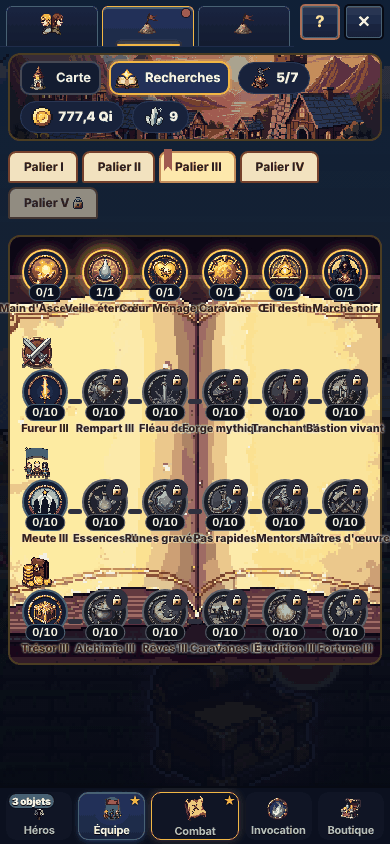 ? ×
Carte Recherches 5/7
777,4 Qi 9
Palier I Palier II Palier III Palier IV
Palier V
0/1 1/1 0/1 0/1 0/1 0/1
Main d'Asce Veille éter Cœur Ménage Caravane Œil destin Marché noir
0/10 0/10 0/10 0/10 0/10 0/10
Fureur III Rempart III Fléau de Forge mythique Tranchant Bastion vivant
0/10 0/10 0/10 0/10 0/10 0/10
Meute III Essences Runes gravé Pas rapides Mentors Maîtres d'œuvre
0/10 0/10 0/10 0/10 0/10 0/10
Trésor III Alchimie III Rêves III Caravanes Erudition III Fortune III
3 objets
Héros Équipe Combat Invocation Boutique